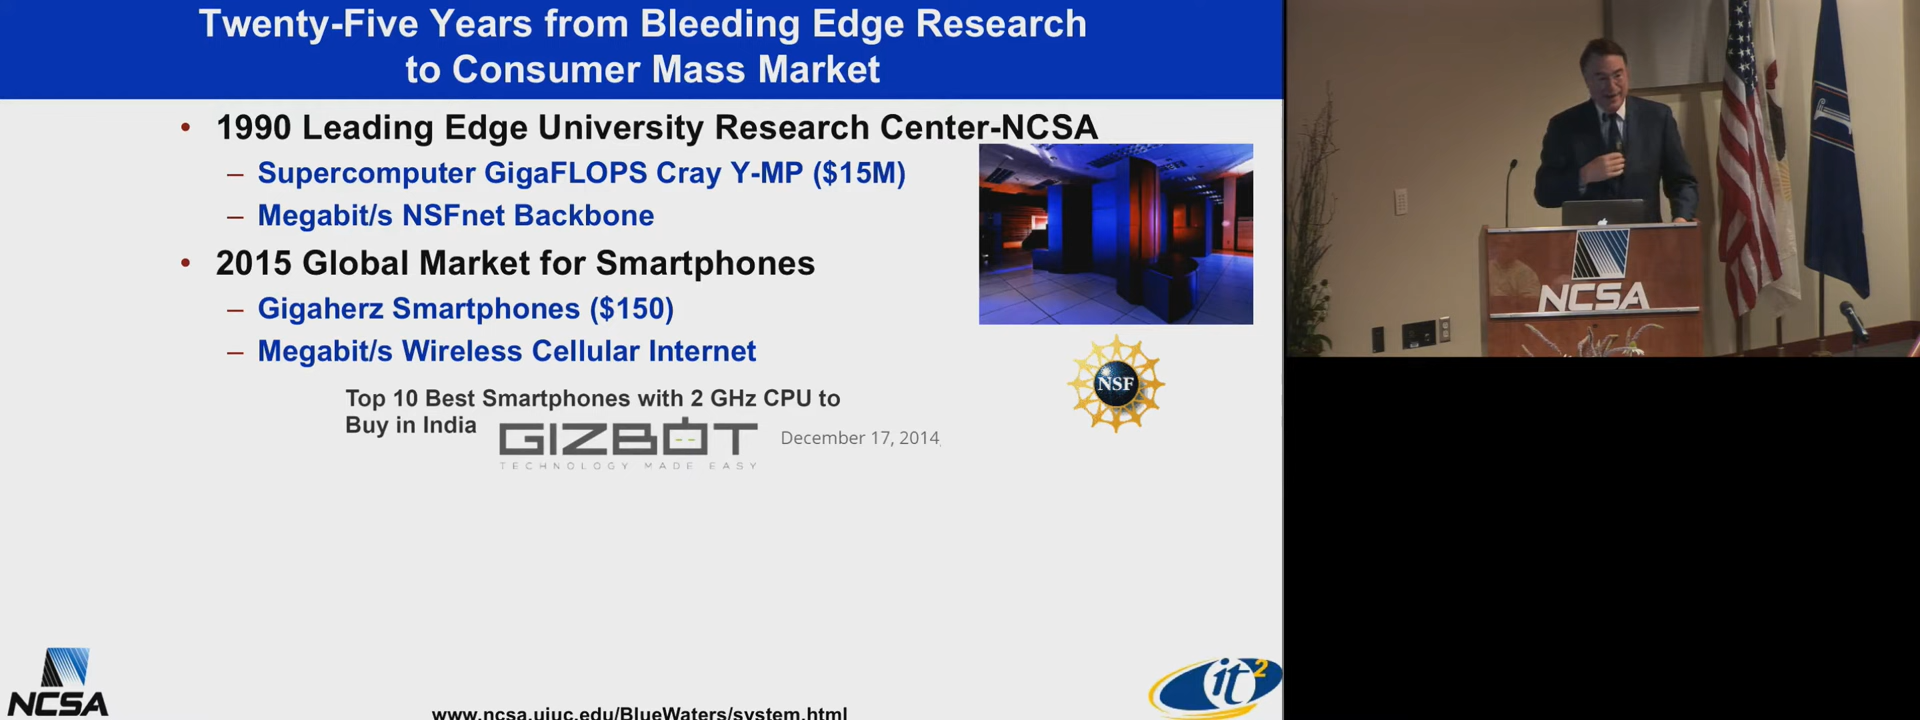 Twenty-Five Years from Bleeding Edge Research
to Consumer Mass Market
• 1990 Leading Edge University Research Center-NCSA
– Supercomputer GigaFLOPS Cray Y-MP ($15M)
– Megabit/s NSFnet Backbone
• 2015 Global Market for Smartphones
– Gigaherz Smartphones ($150)
– Megabit/s Wireless Cellular Internet
NSF
Top 10 Best Smartphones with 2 GHz CPU to
Buy in India
GIZBOT
TECHNOLOGY MADE EASY
December 17, 2014
NCSA
it2
www.ncsa.uiuc.edu/BlueWaters/system.html
NCSA